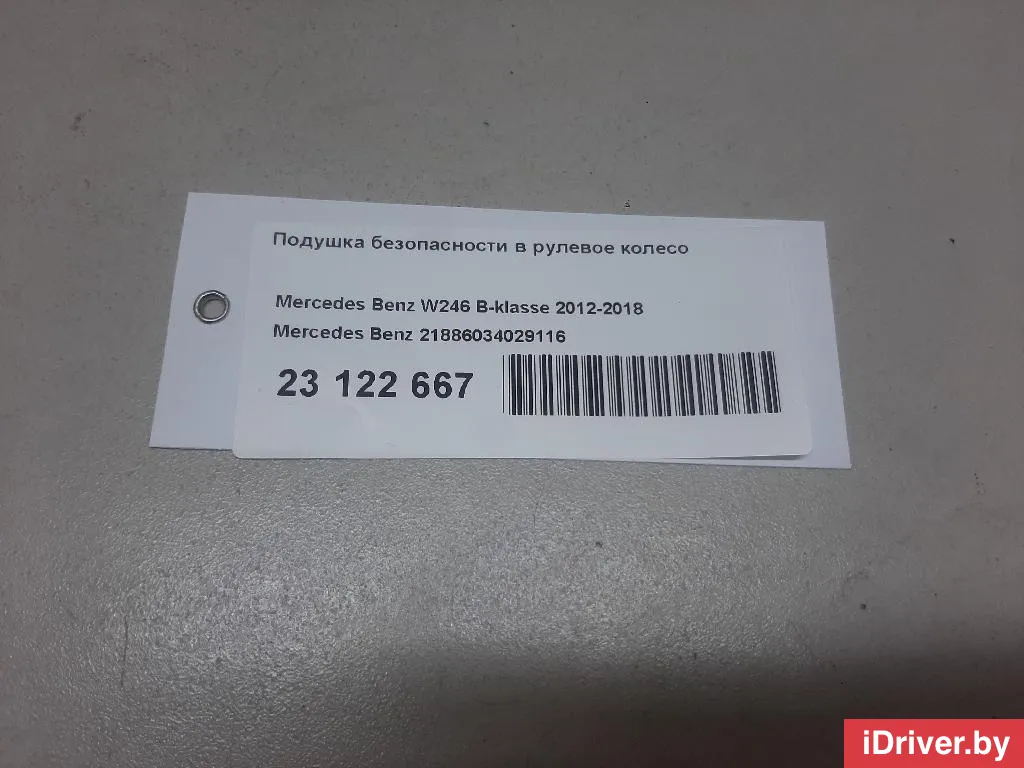 Подушка безопасности в рулевое колесо
Mercedes Benz W246 B-klasse 2012-2018
Mercedes Benz 21886034029116
23 122 667
iDriver.by